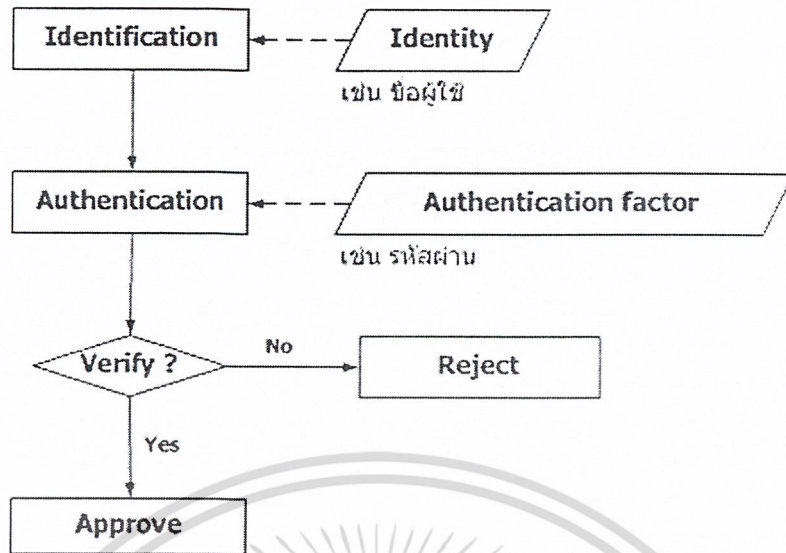 Identification
Identity
เช่น ชื่อผู้ใช้
Authentication
Authentication factor
เช่น รหัสผ่าน
Verify ?
No
Reject
Yes
Approve